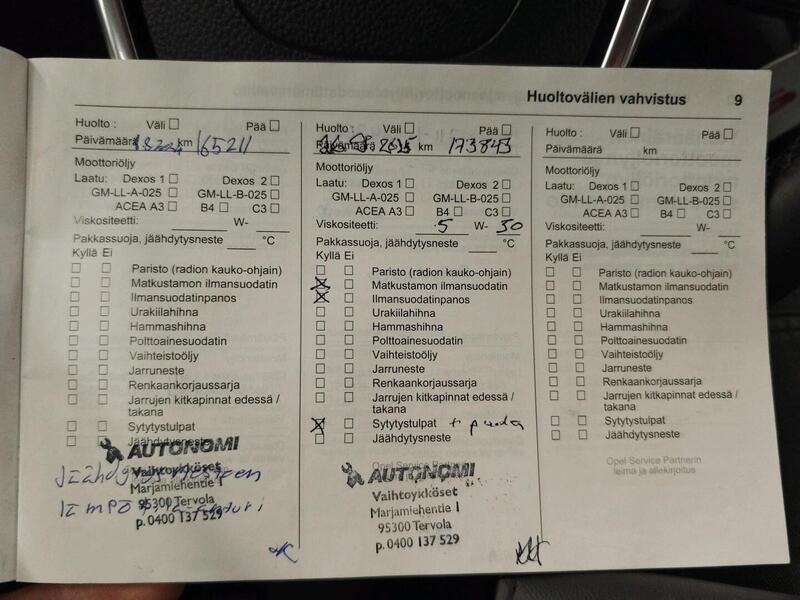 Huoltovälien vahvistus 9
Huolto : Väli Pää
Päivämäärä km 165211
Moottoriöljy
Laatu: Dexos 1 Dexos 2
GM-LL-A-025 GM-LL-B-025
ACEA A3 B4 C3
Viskositeetti: W-
Pakkassuoja, jäähdytysneste °C
Kyllä Ei
Paristo (radion kauko-ohjain)
Matkustamon ilmansuodatin
Ilmansuodatinpanos
Urakiilahihna
Hammashihna
Polttoainesuodatin
Vaihteistoöljy
Jarruneste
Renkaankorjaussarja
Jarrujen kitkapinnat edessä /
takana
Sytytystulpat
Jäähdytysneste
AUTONOMI
Vaihtoykköset
Marjamiehentie 1
95300 Tervola
p. 0400 137 529
Jäähdytysnesteen
Huolto : Väli Pää
Päivämäärä km 173843
Moottoriöljy
Laatu: Dexos 1 Dexos 2
GM-LL-A-025 GM-LL-B-025
ACEA A3 B4 C3
Viskositeetti: 5 W- 30
Pakkassuoja, jäähdytysneste °C
Kyllä Ei
Paristo (radion kauko-ohjain)
Matkustamon ilmansuodatin
Ilmansuodatinpanos
Urakiilahihna
Hammashihna
Polttoainesuodatin
Vaihteistoöljy
Jarruneste
Renkaankorjaussarja
Jarrujen kitkapinnat edessä /
takana
Sytytystulpat + puola
Jäähdytysneste
Opel Service Partnerin
AUTONOMI
Vaihtoykköset
Marjamiehentie 1
95300 Tervola
p. 0400 137 529
Huolto : Väli Pää
Päivämäärä km
Moottoriöljy
Laatu: Dexos 1 Dexos 2
GM-LL-A-025 GM-LL-B-025
ACEA A3 B4 C3
Viskositeetti: W-
Pakkassuoja, jäähdytysneste °C
Kyllä Ei
Paristo (radion kauko-ohjain)
Matkustamon ilmansuodatin
Ilmansuodatinpanos
Urakiilahihna
Hammashihna
Polttoainesuodatin
Vaihteistoöljy
Jarruneste
Renkaankorjaussarja
Jarrujen kitkapinnat edessä /
takana
Sytytystulpat
Jäähdytysneste
Opel Service Partnerin
leima ja allekirjoitus